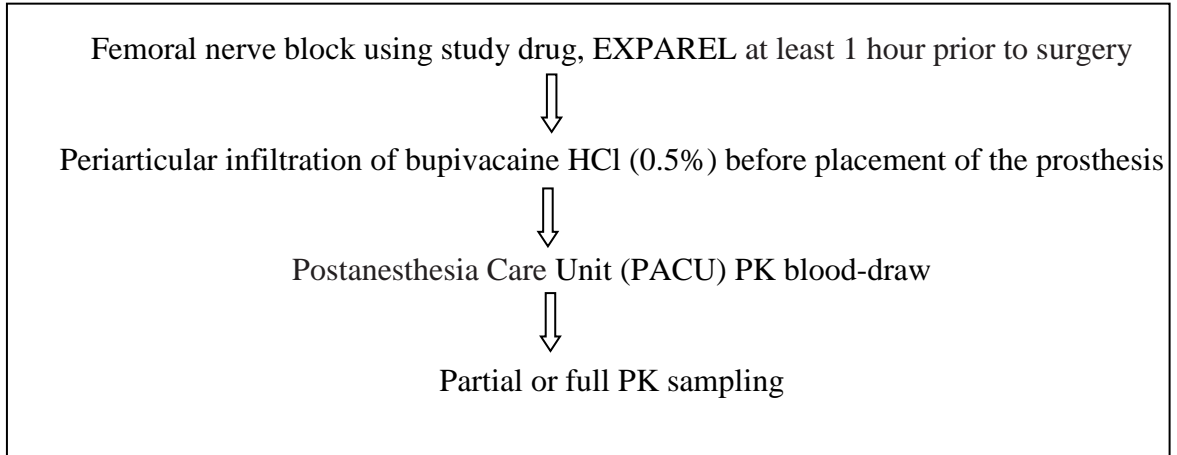 Femoral nerve block using study drug, EXPAREL at least 1 hour prior to surgery
Periarticular infiltration of bupivacaine HCl (0.5%) before placement of the prosthesis
Postanesthesia Care Unit (PACU) PK blood-draw
Partial or full PK sampling